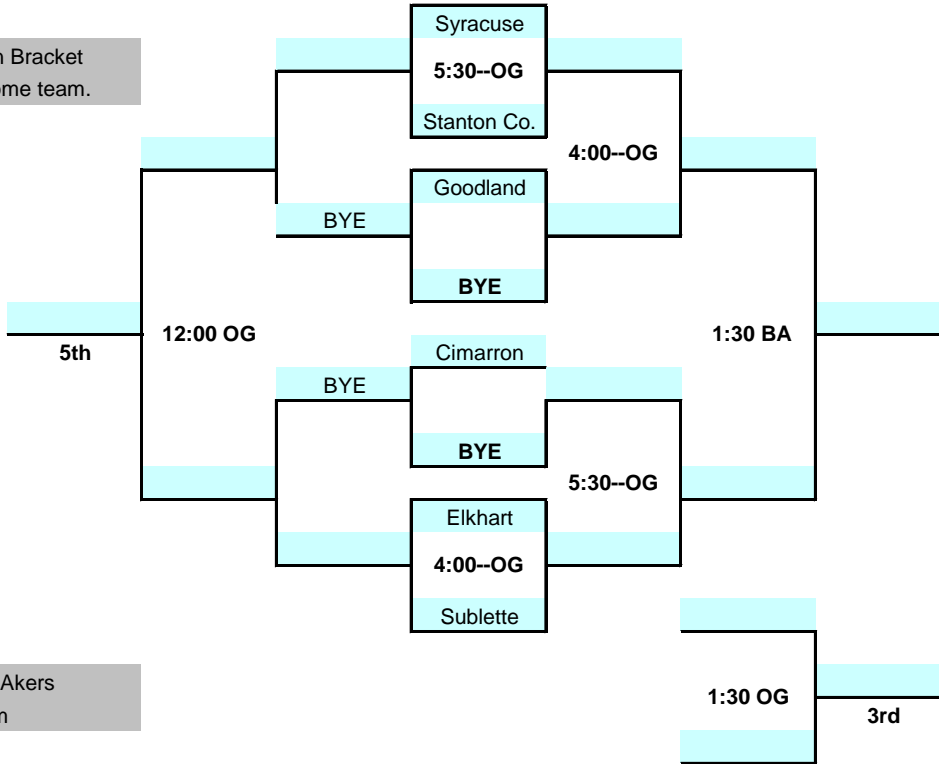 Syracuse
n Bracket
ome team.
5:30--OG
Stanton Co.
4:00--OG
Goodland
BYE
BYE
12:00 OG
1:30 BA
5th
Cimarron
BYE
BYE
5:30--OG
Elkhart
4:00--OG
Sublette
Akers
1:30 OG
3rd